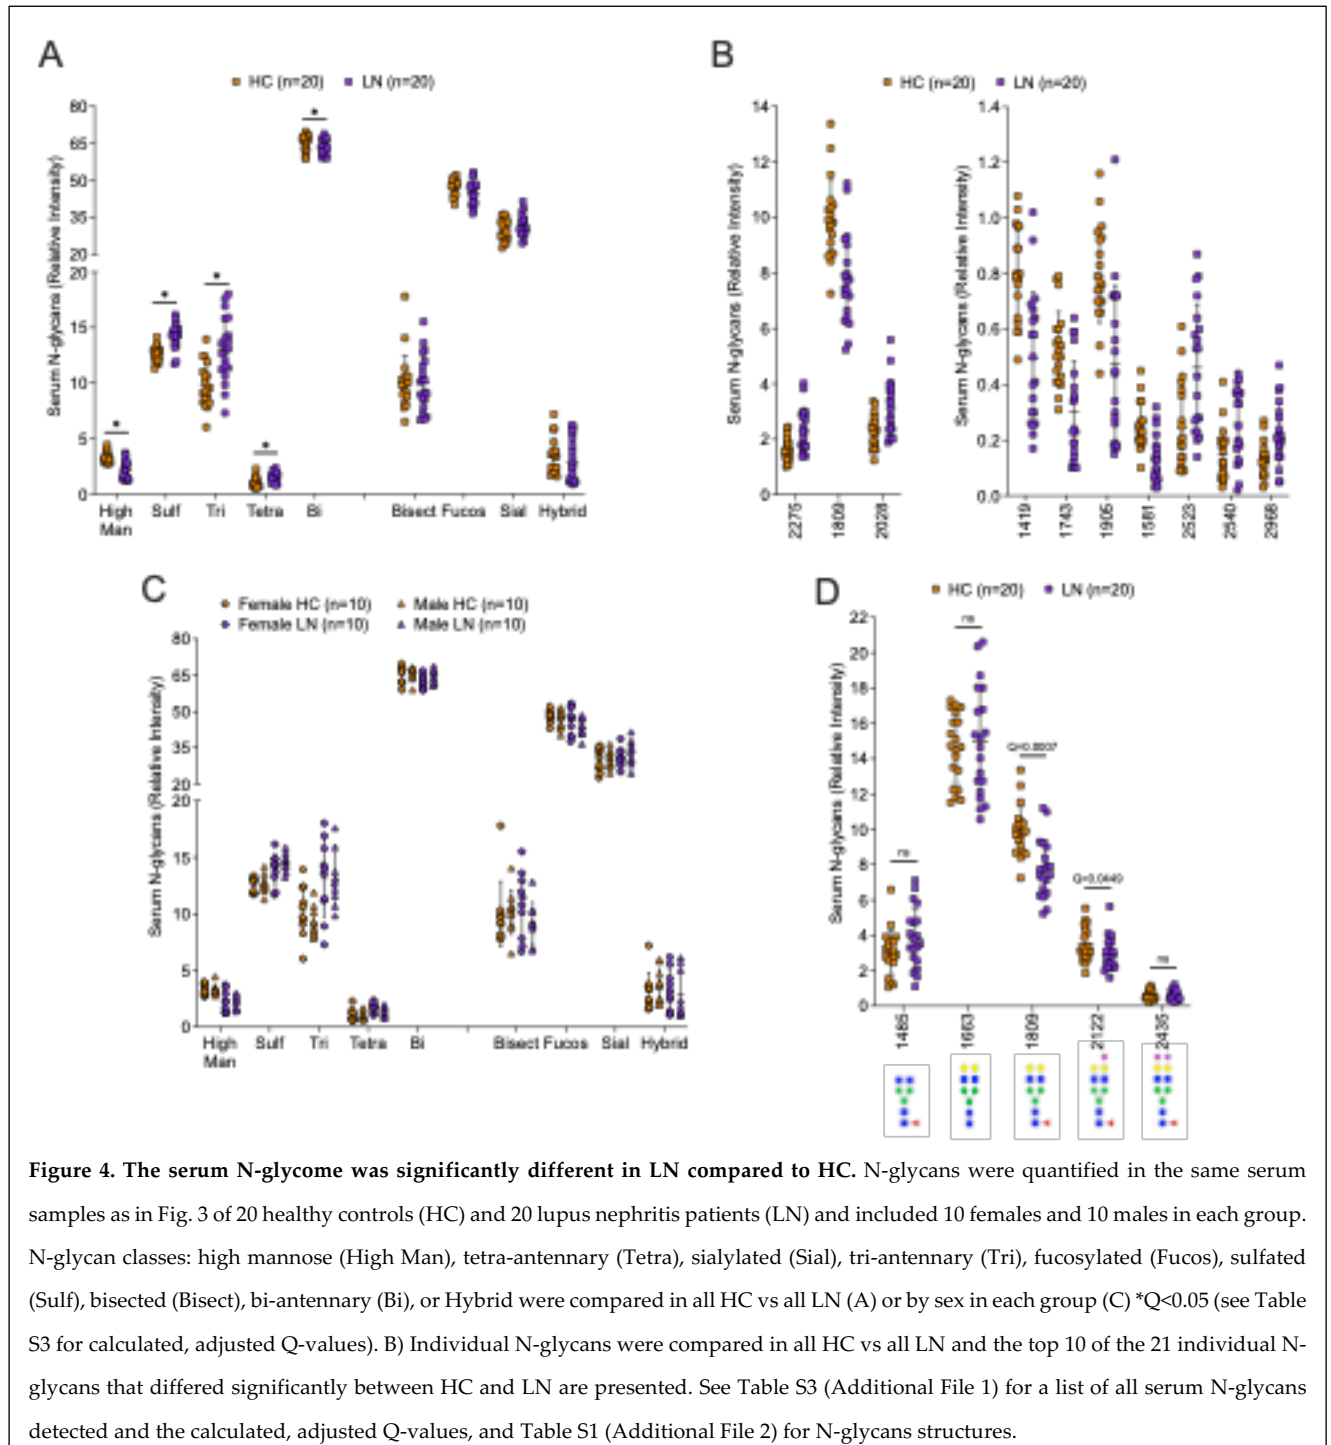 A
HC (n=20) LN (n=20)
Serum N-glycans (Relative Intensity)
80
65
50
35
20
20
15
10
5
0
* * * * *
High Man Sulf Tri Tetra Bi Bisect Fucos Sial Hybrid
B
HC (n=20) LN (n=20)
Serum N-glycans (Relative Intensity)
14
12
10
8
6
4
2
0
2275 1809 2028
Serum N-glycans (Relative Intensity)
1.4
1.2
1.0
0.8
0.6
0.4
0.2
0.0
1419 1743 1905 1581 2523 2540 2968
C
Female HC (n=10) Male HC (n=10)
Female LN (n=10) Male LN (n=10)
Serum N-glycans (Relative Intensity)
80
65
50
35
20
20
15
10
5
0
High Man Sulf Tri Tetra Bi Bisect Fucos Sial Hybrid
D
HC (n=20) LN (n=20)
Serum N-glycans (Relative Intensity)
22
20
18
16
14
12
10
8
6
4
2
0
ns
ns
Q=0.0007
Q=0.0449
ns
1485 1663 1809 2122 2435
Figure 4. The serum N-glycome was significantly different in LN compared to HC. N-glycans were quantified in the same serum
samples as in Fig. 3 of 20 healthy controls (HC) and 20 lupus nephritis patients (LN) and included 10 females and 10 males in each group.
N-glycan classes: high mannose (High Man), tetra-antennary (Tetra), sialylated (Sial), tri-antennary (Tri), fucosylated (Fucos), sulfated
(Sulf), bisected (Bisect), bi-antennary (Bi), or Hybrid were compared in all HC vs all LN (A) or by sex in each group (C) *Q<0.05 (see Table
S3 for calculated, adjusted Q-values). B) Individual N-glycans were compared in all HC vs all LN and the top 10 of the 21 individual N-
glycans that differed significantly between HC and LN are presented. See Table S3 (Additional File 1) for a list of all serum N-glycans
detected and the calculated, adjusted Q-values, and Table S1 (Additional File 2) for N-glycans structures.